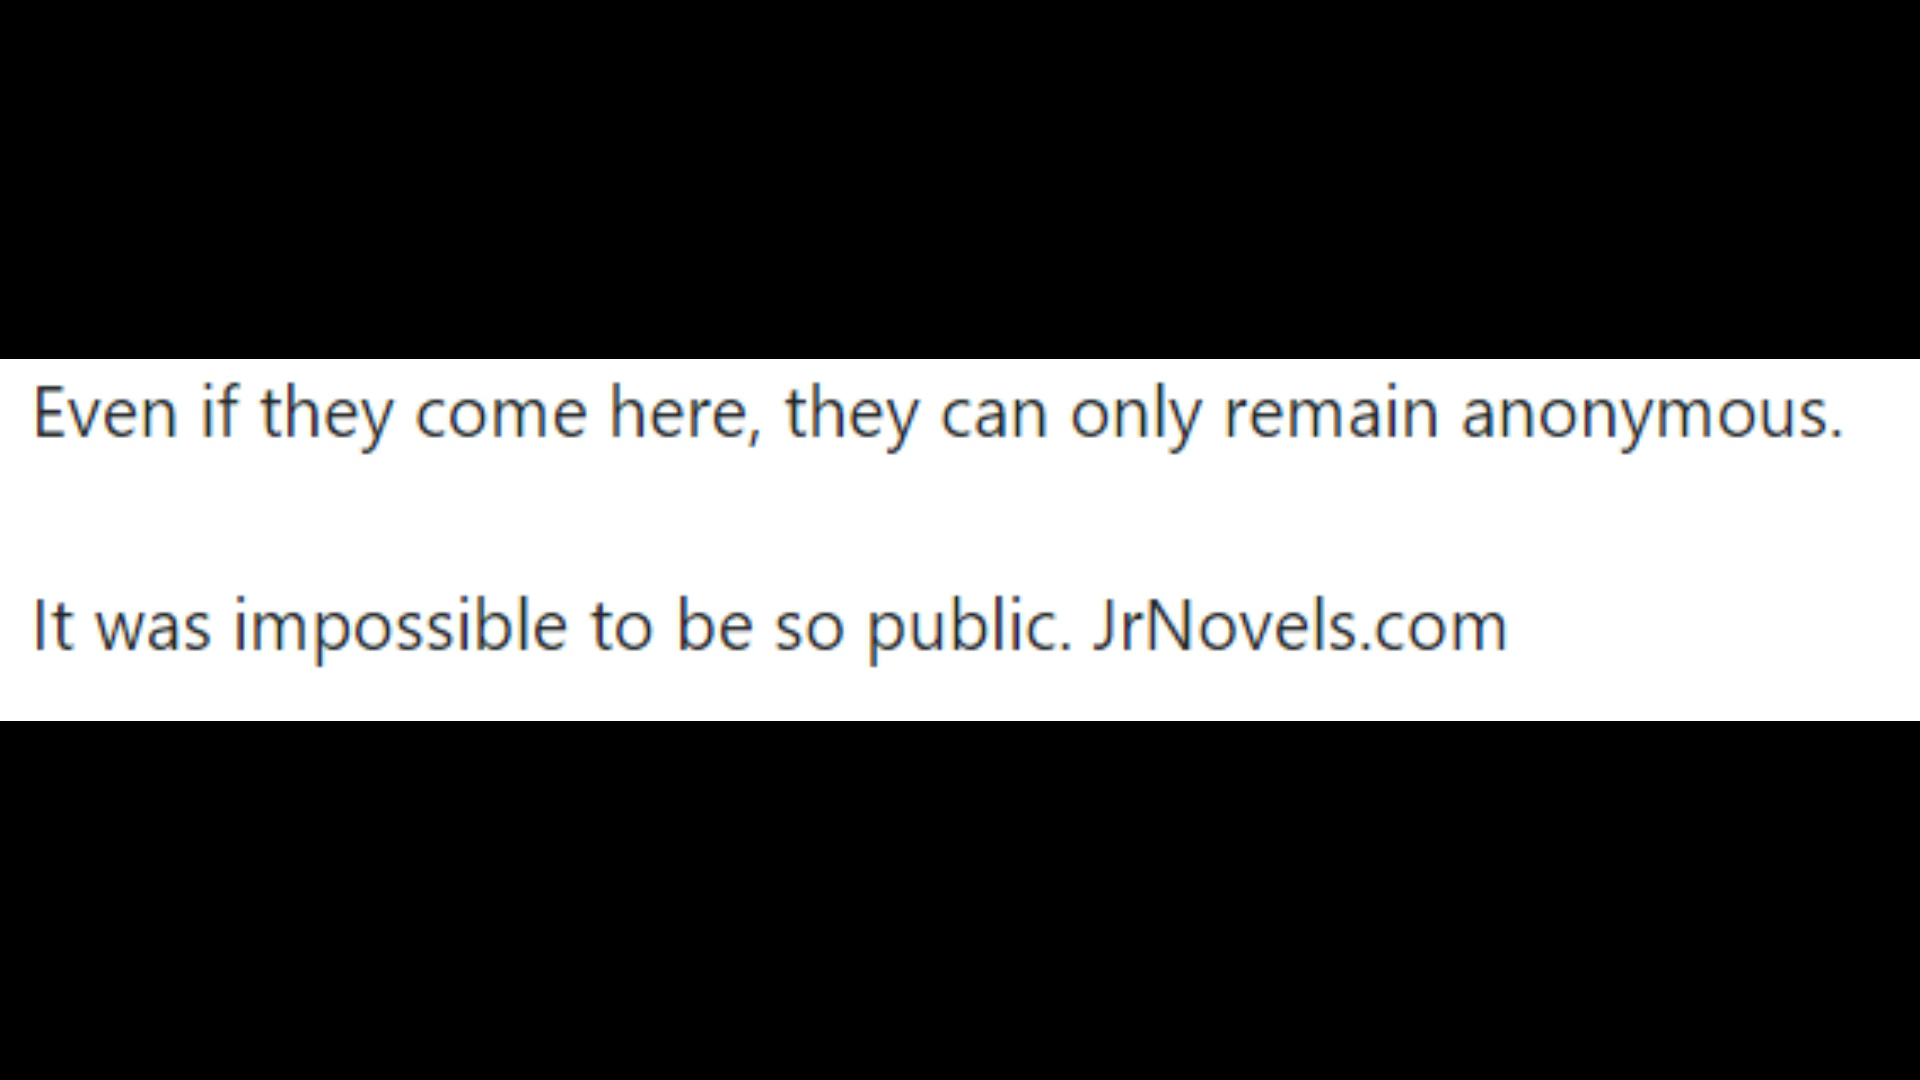 Even if they come here, they can only remain anonymous.
It was impossible to be so public. JrNovels.com